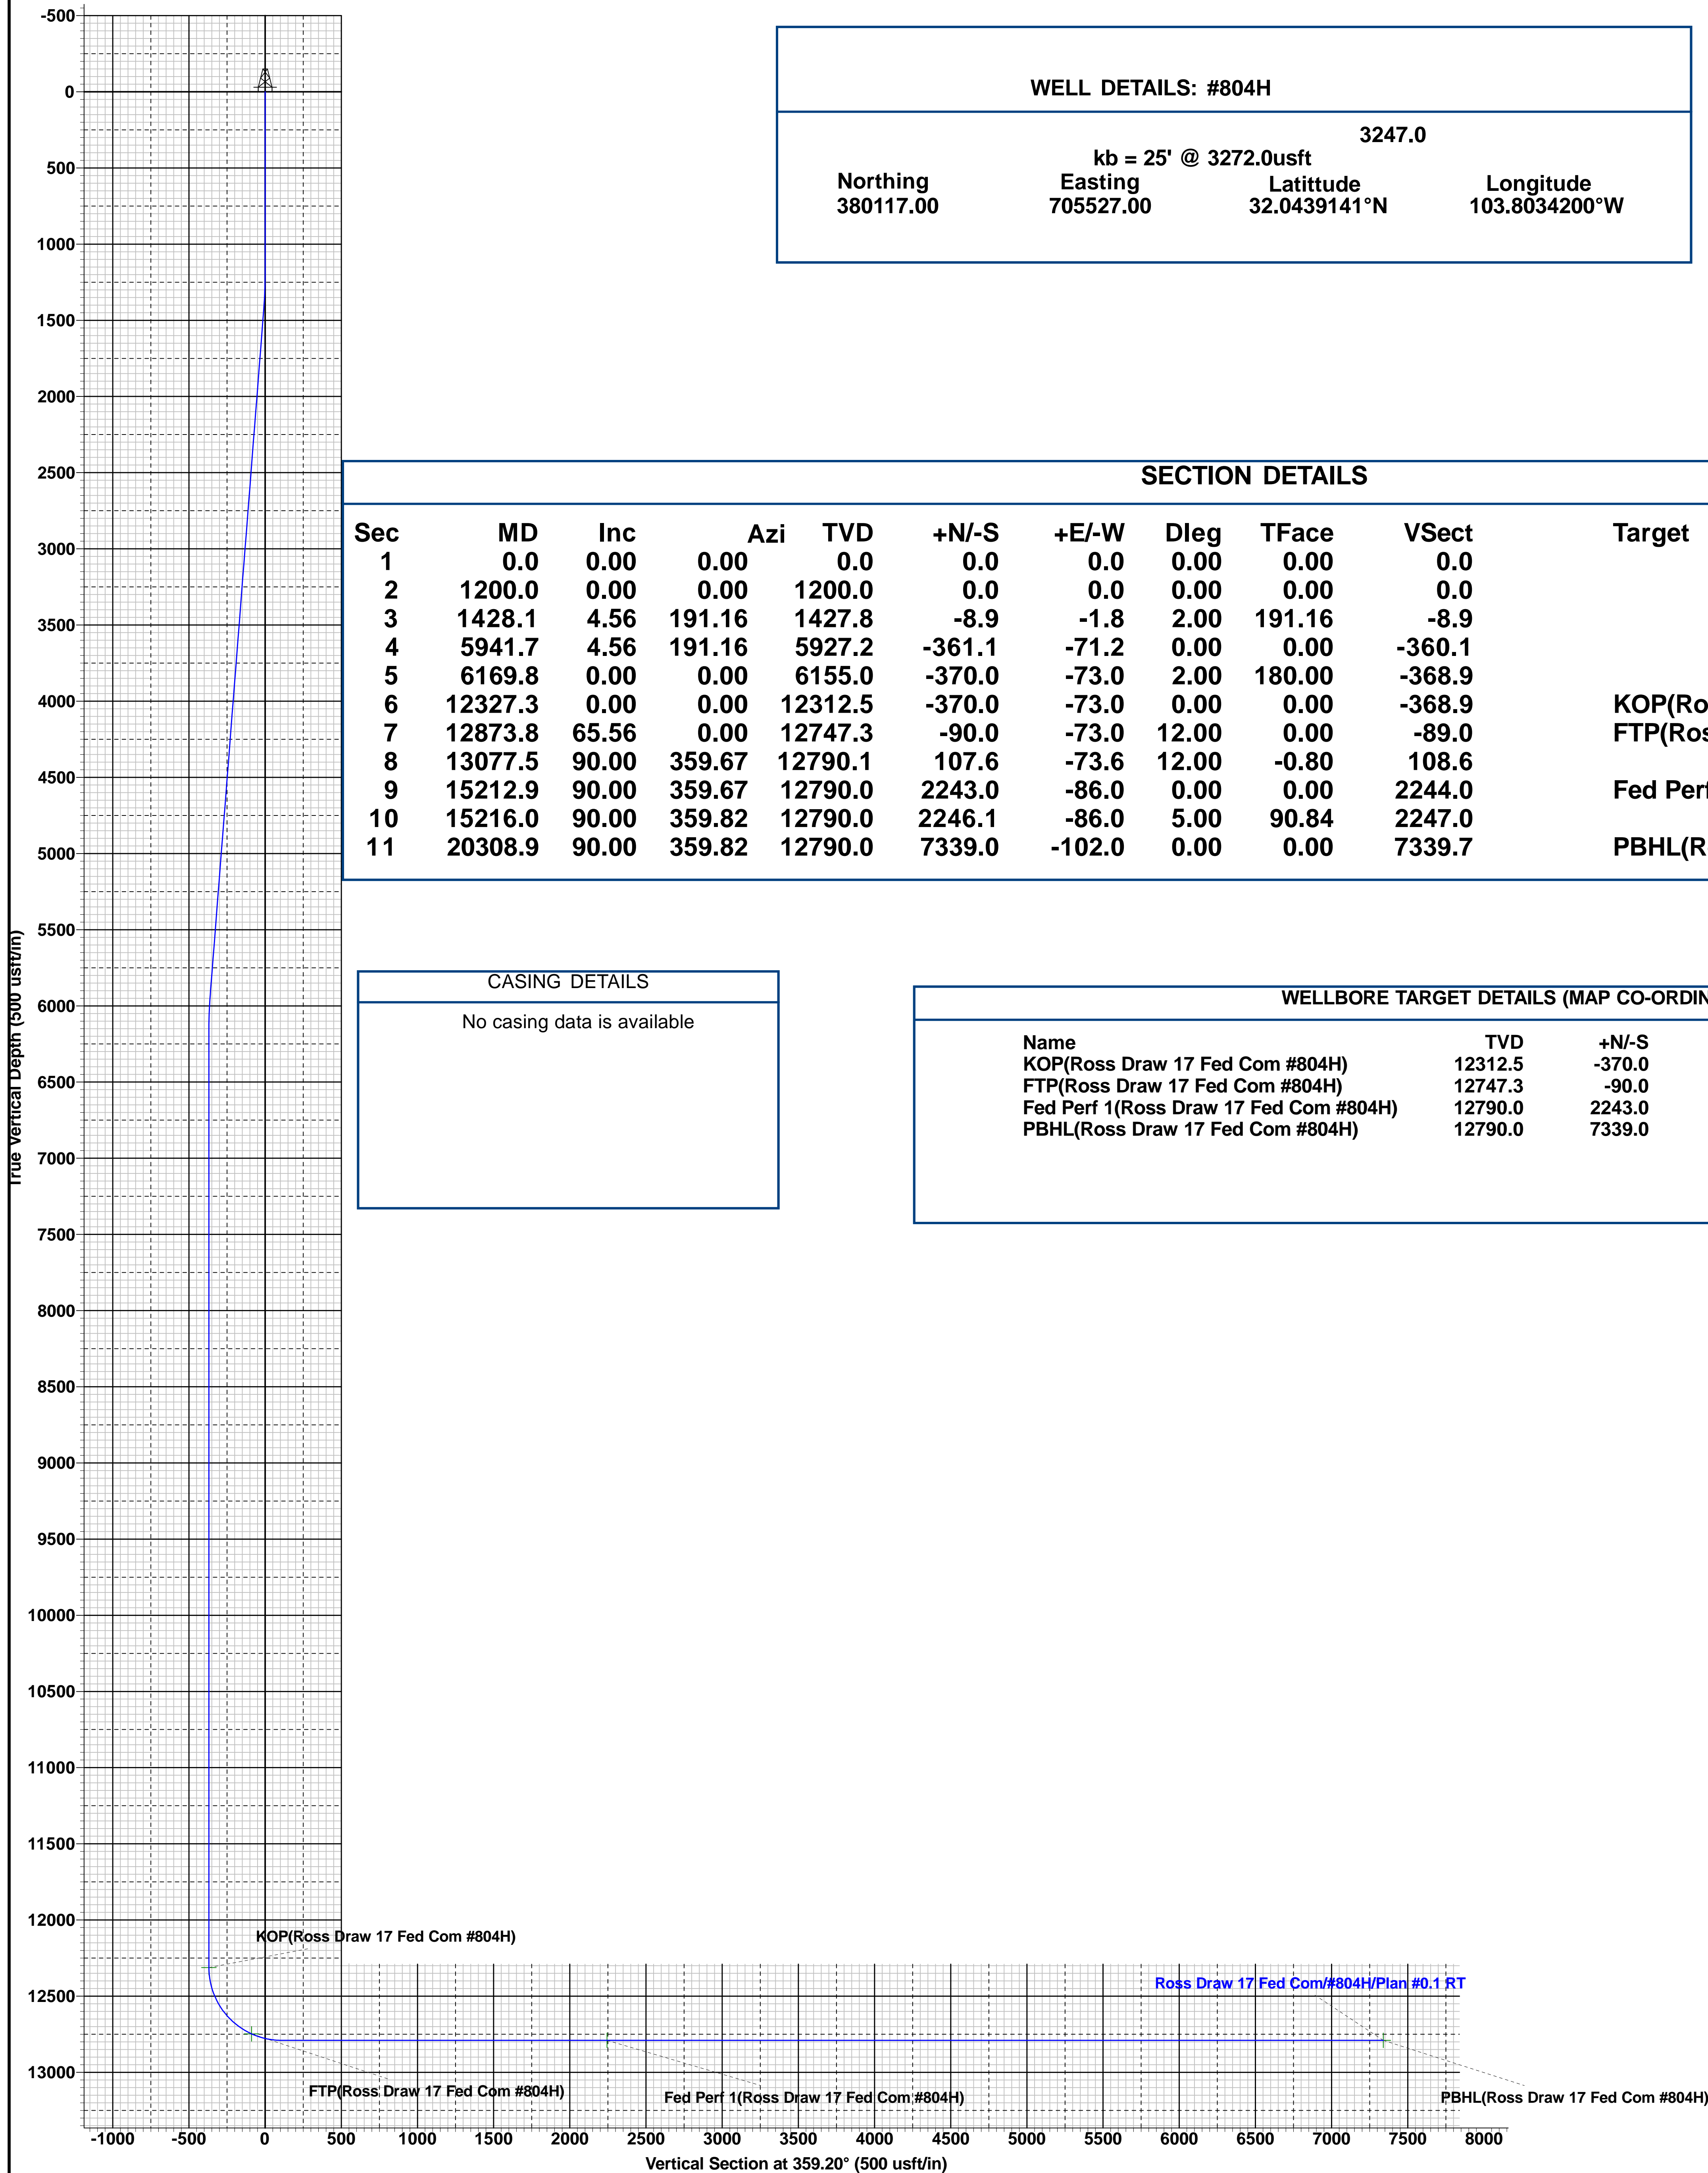 WELL DETAILS: #804H
3247.0
kb = 25' @ 3272.0usft
Northing Easting Latittude Longitude
380117.00 705527.00 32.0439141°N 103.8034200°W
SECTION DETAILS
Sec MD Inc Azi TVD +N/-S +E/-W Dleg TFace VSect Target
1 0.0 0.00 0.00 0.0 0.0 0.0 0.00 0.00 0.0
2 1200.0 0.00 0.00 1200.0 0.0 0.0 0.00 0.00 0.0
3 1428.1 4.56 191.16 1427.8 -8.9 -1.8 2.00 191.16 -8.9
4 5941.7 4.56 191.16 5927.2 -361.1 -71.2 0.00 0.00 -360.1
5 6169.8 0.00 0.00 6155.0 -370.0 -73.0 2.00 180.00 -368.9
6 12327.3 0.00 0.00 12312.5 -370.0 -73.0 0.00 0.00 -368.9 KOP(Ro
7 12873.8 65.56 0.00 12747.3 -90.0 -73.0 12.00 0.00 -89.0 FTP(Ros
8 13077.5 90.00 359.67 12790.1 107.6 -73.6 12.00 -0.80 108.6
9 15212.9 90.00 359.67 12790.0 2243.0 -86.0 0.00 0.00 2244.0 Fed Perf
10 15216.0 90.00 359.82 12790.0 2246.1 -86.0 5.00 90.84 2247.0
11 20308.9 90.00 359.82 12790.0 7339.0 -102.0 0.00 0.00 7339.7 PBHL(R
CASING DETAILS
No casing data is available
WELLBORE TARGET DETAILS (MAP CO-ORDIN
Name TVD +N/-S
KOP(Ross Draw 17 Fed Com #804H) 12312.5 -370.0
FTP(Ross Draw 17 Fed Com #804H) 12747.3 -90.0
Fed Perf 1(Ross Draw 17 Fed Com #804H) 12790.0 2243.0
PBHL(Ross Draw 17 Fed Com #804H) 12790.0 7339.0
True Vertical Depth (500 usft/in)
-500
0
500
1000
1500
2000
2500
3000
3500
4000
4500
5000
5500
6000
6500
7000
7500
8000
8500
9000
9500
10000
10500
11000
11500
12000
12500
13000
KOP(Ross Draw 17 Fed Com #804H)
Ross Draw 17 Fed Com/#804H/Plan #0.1 RT
FTP(Ross Draw 17 Fed Com #804H)
Fed Perf 1(Ross Draw 17 Fed Com #804H)
PBHL(Ross Draw 17 Fed Com #804H)
-1000 -500 0 500 1000 1500 2000 2500 3000 3500 4000 4500 5000 5500 6000 6500 7000 7500 8000
Vertical Section at 359.20° (500 usft/in)